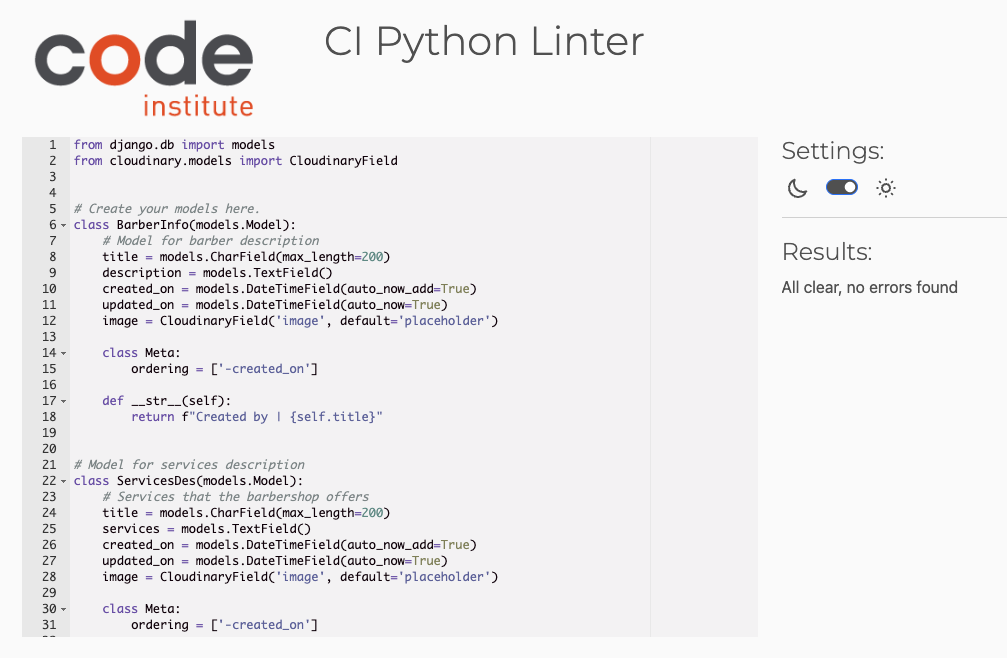 code
institute
CI Python Linter
1 from django.db import models
2 from cloudinary.models import CloudinaryField
3
4
5 # Create your models here.
6 class BarberInfo(models.Model):
7     # Model for barber description
8     title = models.CharField(max_length=200)
9     description = models.TextField()
10     created_on = models.DateTimeField(auto_now_add=True)
11     updated_on = models.DateTimeField(auto_now=True)
12     image = CloudinaryField('image', default='placeholder')
13
14     class Meta:
15         ordering = ['-created_on']
16
17     def __str__(self):
18         return f"Created by | {self.title}"
19
20
21 # Model for services description
22 class ServicesDes(models.Model):
23     # Services that the barbershop offers
24     title = models.CharField(max_length=200)
25     services = models.TextField()
26     created_on = models.DateTimeField(auto_now_add=True)
27     updated_on = models.DateTimeField(auto_now=True)
28     image = CloudinaryField('image', default='placeholder')
29
30     class Meta:
31         ordering = ['-created_on']
Settings:
Results:
All clear, no errors found